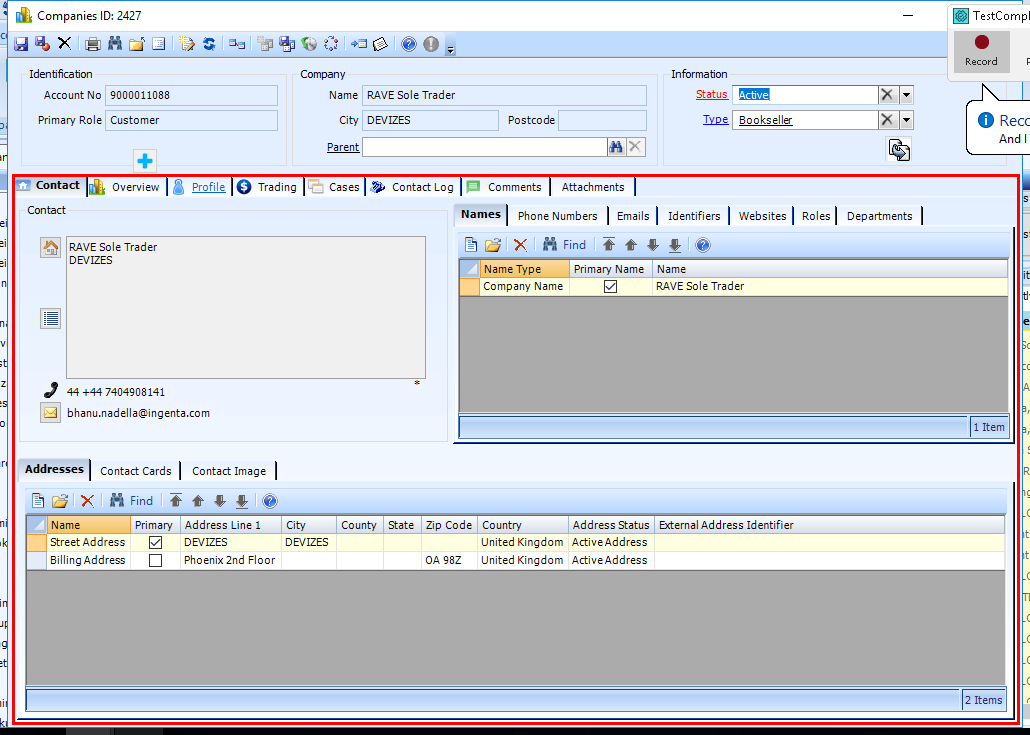 Companies ID: 2427
TestCompl
Record
Identification
Account No 9000011088
Primary Role Customer
Company
Name RAVE Sole Trader
City DEVIZES Postcode
Parent
Information
Status Active
Type Bookseller
Reco
And I
Contact Overview Profile Trading Cases Contact Log Comments Attachments
Contact
RAVE Sole Trader
DEVIZES
*
44 +44 7404908141
bhanu.nadella@ingenta.com
Names Phone Numbers Emails Identifiers Websites Roles Departments
Find
Name Type Primary Name Name
Company Name RAVE Sole Trader
1 Item
Addresses Contact Cards Contact Image
Find
Name Primary Address Line 1 City County State Zip Code Country Address Status External Address Identifier
Street Address DEVIZES DEVIZES United Kingdom Active Address
Billing Address Phoenix 2nd Floor OA 98Z United Kingdom Active Address
2 Items